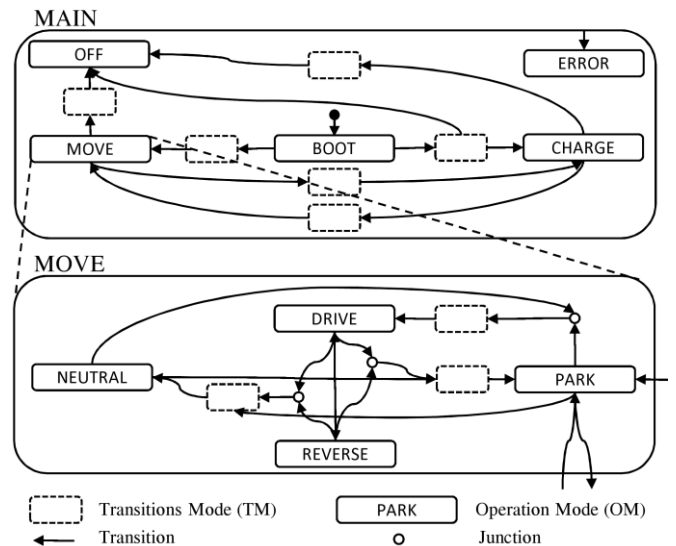 MAIN
OFF
ERROR
MOVE
BOOT
CHARGE
MOVE
DRIVE
NEUTRAL
PARK
REVERSE
Transitions Mode (TM)
PARK
Operation Mode (OM)
Transition
Junction